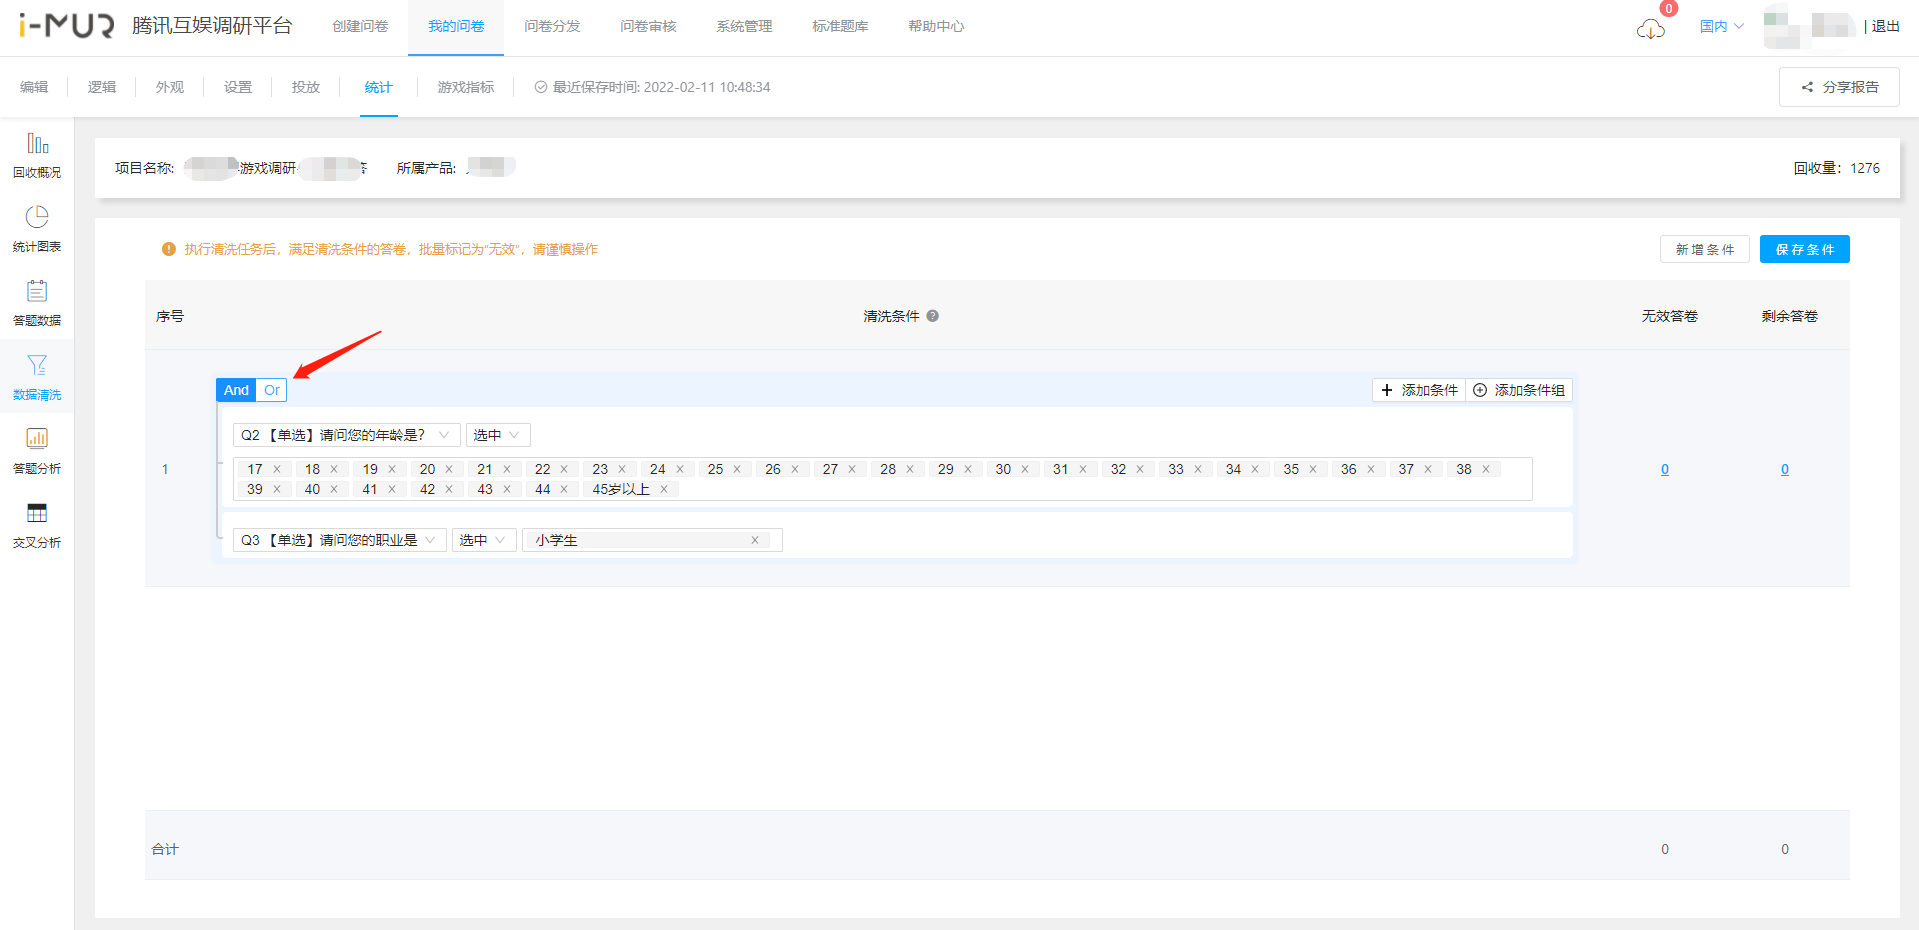 i-MUR 腾讯互娱调研平台 创建问卷 我的问卷 问卷分发 问卷审核 系统管理 标准题库 帮助中心 0 国内 | 退出
编辑 逻辑 外观 设置 投放 统计 游戏指标 最近保存时间: 2022-02-11 10:48:34 分享报告
回收概况
统计图表
答题数据
数据清洗
答题分析
交叉分析
项目名称: 游戏调研 所属产品: 回收量: 1276
执行清洗任务后，满足清洗条件的答卷，批量标记为"无效"，请谨慎操作 新增条件 保存条件
序号 清洗条件 无效答卷 剩余答卷
And Or 添加条件 添加条件组
Q2 【单选】请问您的年龄是? 选中
1 17 × 18 × 19 × 20 × 21 × 22 × 23 × 24 × 25 × 26 × 27 × 28 × 29 × 30 × 31 × 32 × 33 × 34 × 35 × 36 × 37 × 38 × 0 0
39 × 40 × 41 × 42 × 43 × 44 × 45岁以上 ×
Q3 【单选】请问您的职业是 选中 小学生 ×
合计 0 0